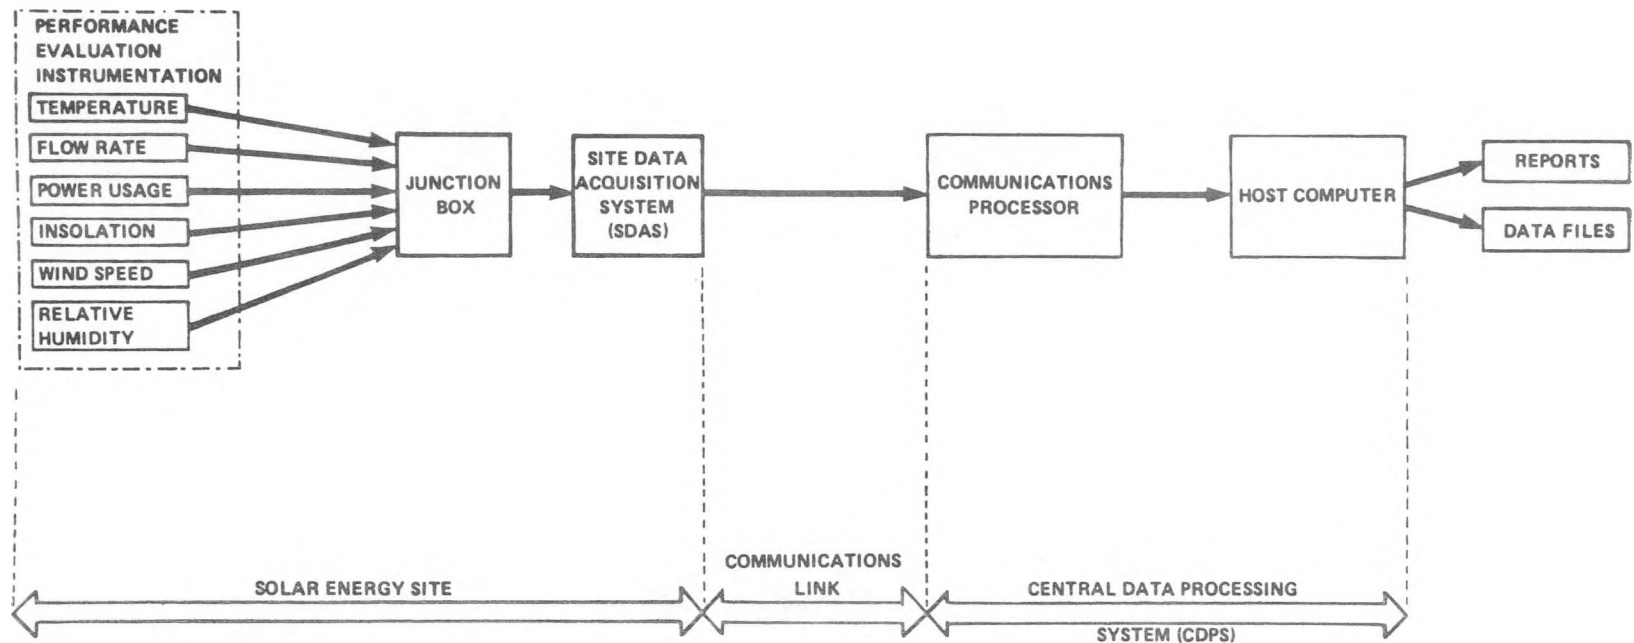 PERFORMANCE
EVALUATION
INSTRUMENTATION
TEMPERATURE
FLOW RATE
POWER USAGE
INSOLATION
WIND SPEED
RELATIVE
HUMIDITY
JUNCTION
BOX
SITE DATA
ACQUISITION
SYSTEM
(SDAS)
COMMUNICATIONS
PROCESSOR
HOST COMPUTER
REPORTS
DATA FILES
SOLAR ENERGY SITE
COMMUNICATIONS
LINK
CENTRAL DATA PROCESSING
SYSTEM (CDPS)